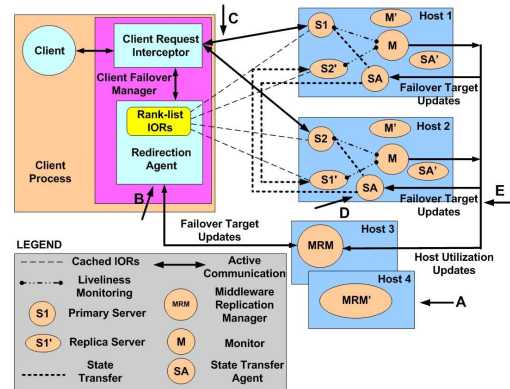 C
Client
Client Request
Interceptor
Client Failover
Manager
Rank-list
IORs
Redirection
Agent
Client
Process
B
S1
M'
Host 1
M
S2'
SA'
SA
Failover Target
Updates
M'
Host 2
S2
M
SA'
S1'
SA
D
Failover Target
Updates
E
Failover Target
Updates
Host 3
MRM
Host Utilization
Updates
Host 4
MRM'
A
LEGEND
Cached IORs
Active
Communication
Liveliness
Monitoring
S1
Primary Server
MRM
Middleware
Replication
Manager
S1'
Replica Server
M
Monitor
State
Transfer
SA
State Transfer
Agent